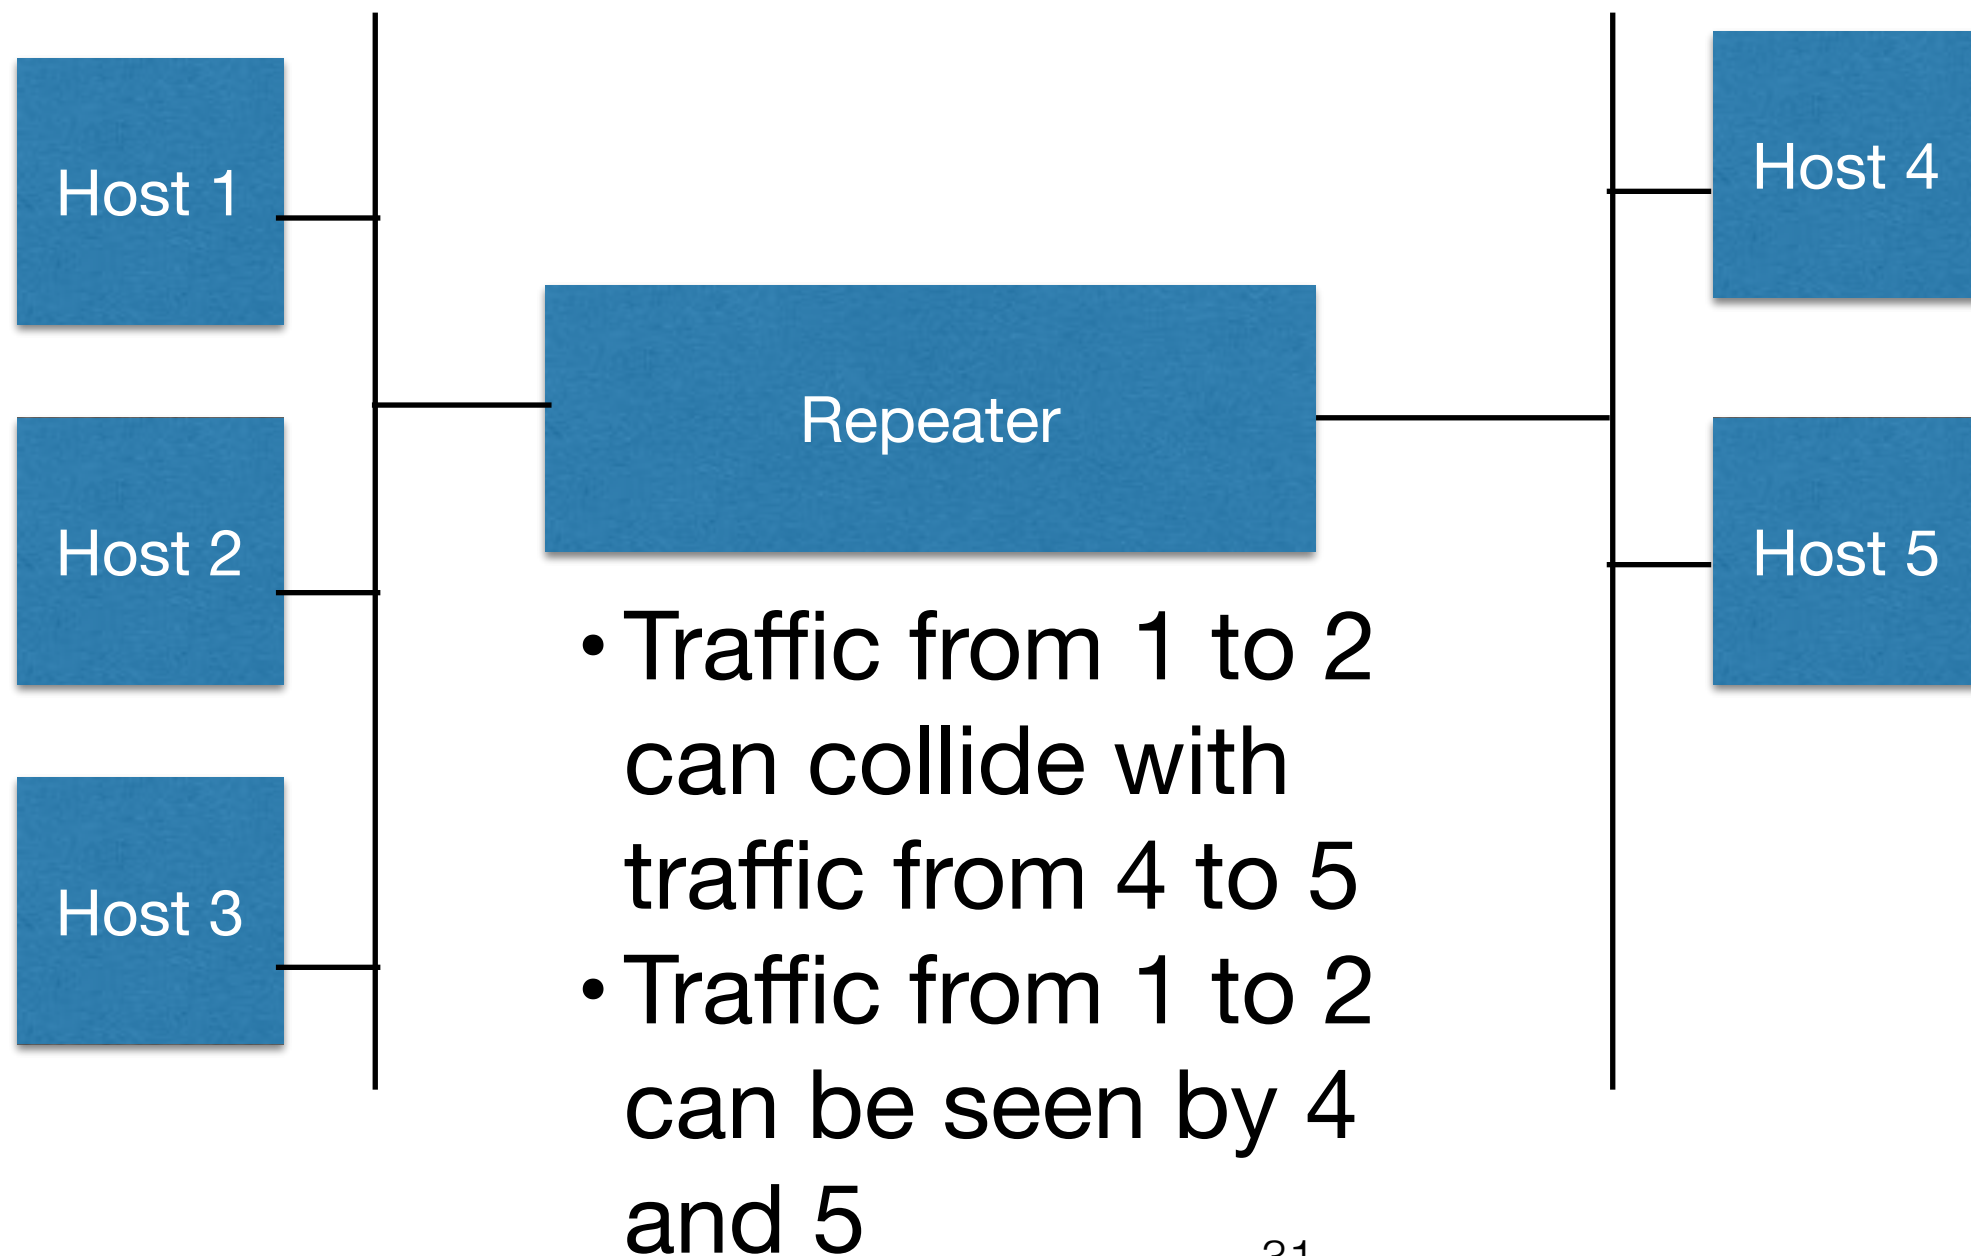 Host 1
Host 4
Repeater
Host 2
Host 5
Host 3
• Traffic from 1 to 2
can collide with
traffic from 4 to 5
• Traffic from 1 to 2
can be seen by 4
and 5
31